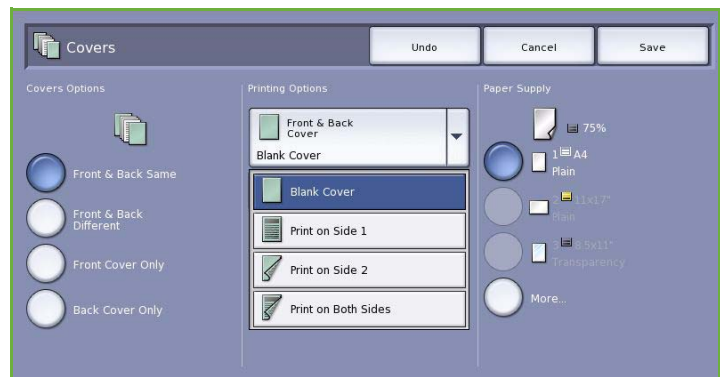 Covers
Undo
Cancel
Save
Covers Options
Front & Back Same
Front & Back
Different
Front Cover Only
Back Cover Only
Printing Options
Front & Back
Cover
Blank Cover
Blank Cover
Print on Side 1
Print on Side 2
Print on Both Sides
Paper Supply
75%
1 A4
Plain
2 11x17"
Plain
3 8.5x11"
Transparency
More...